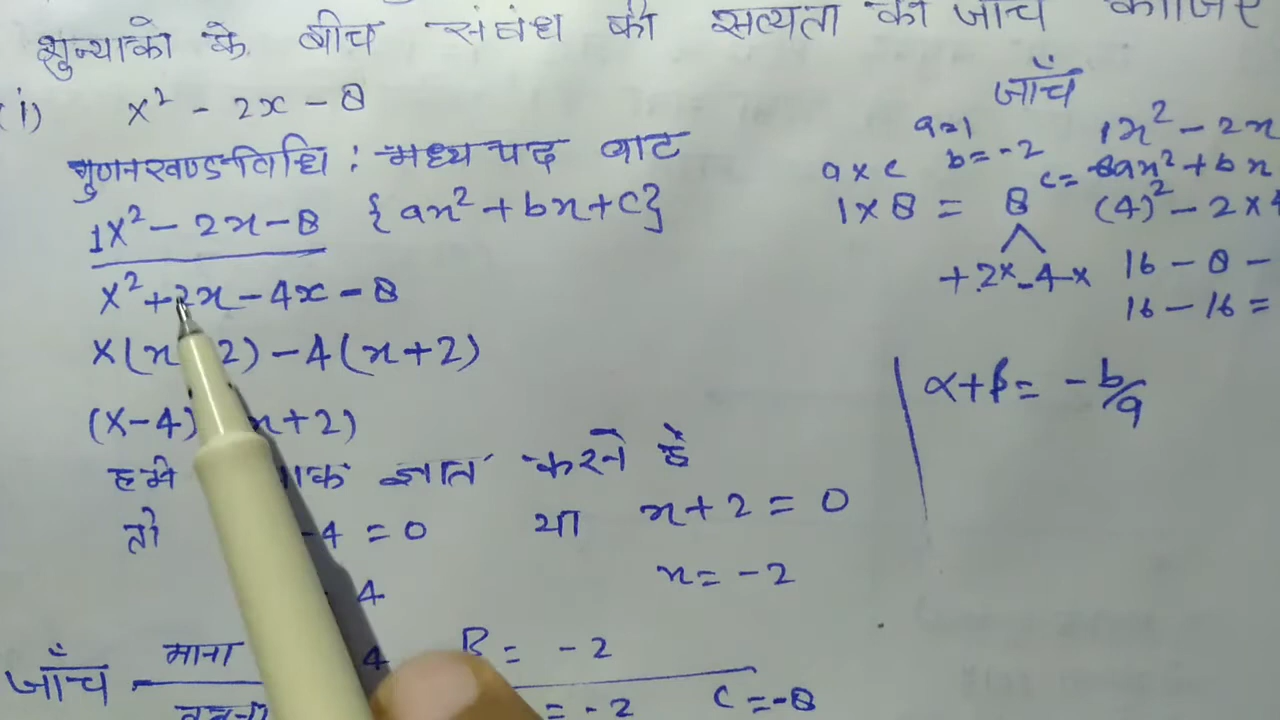 शुन्यांको के बीच संबंध की सत्यता की जाँच कीजिए
(i) x² - 2x - 8
गुणनखण्ड विधि : मध्य पद बाट
1x² - 2x - 8 {ax² + bx + c}
x² + 2x - 4x - 8
x(x 2) - 4(x+2)
(x-4) x+2)
हमे ज्ञात करने है
तो -4 = 0 या x+2 = 0
4 x = -2
जाँच - माना 4 β = -2
= -2 c = -8
जाँच
a=1 1x² - 2x
a x c b = -2 c = -8 ax² + bx
1 x 8 = 8 (4)² - 2 x 4
+2x -4x 16 - 8 -
16 - 16 =
α+β = -b/a